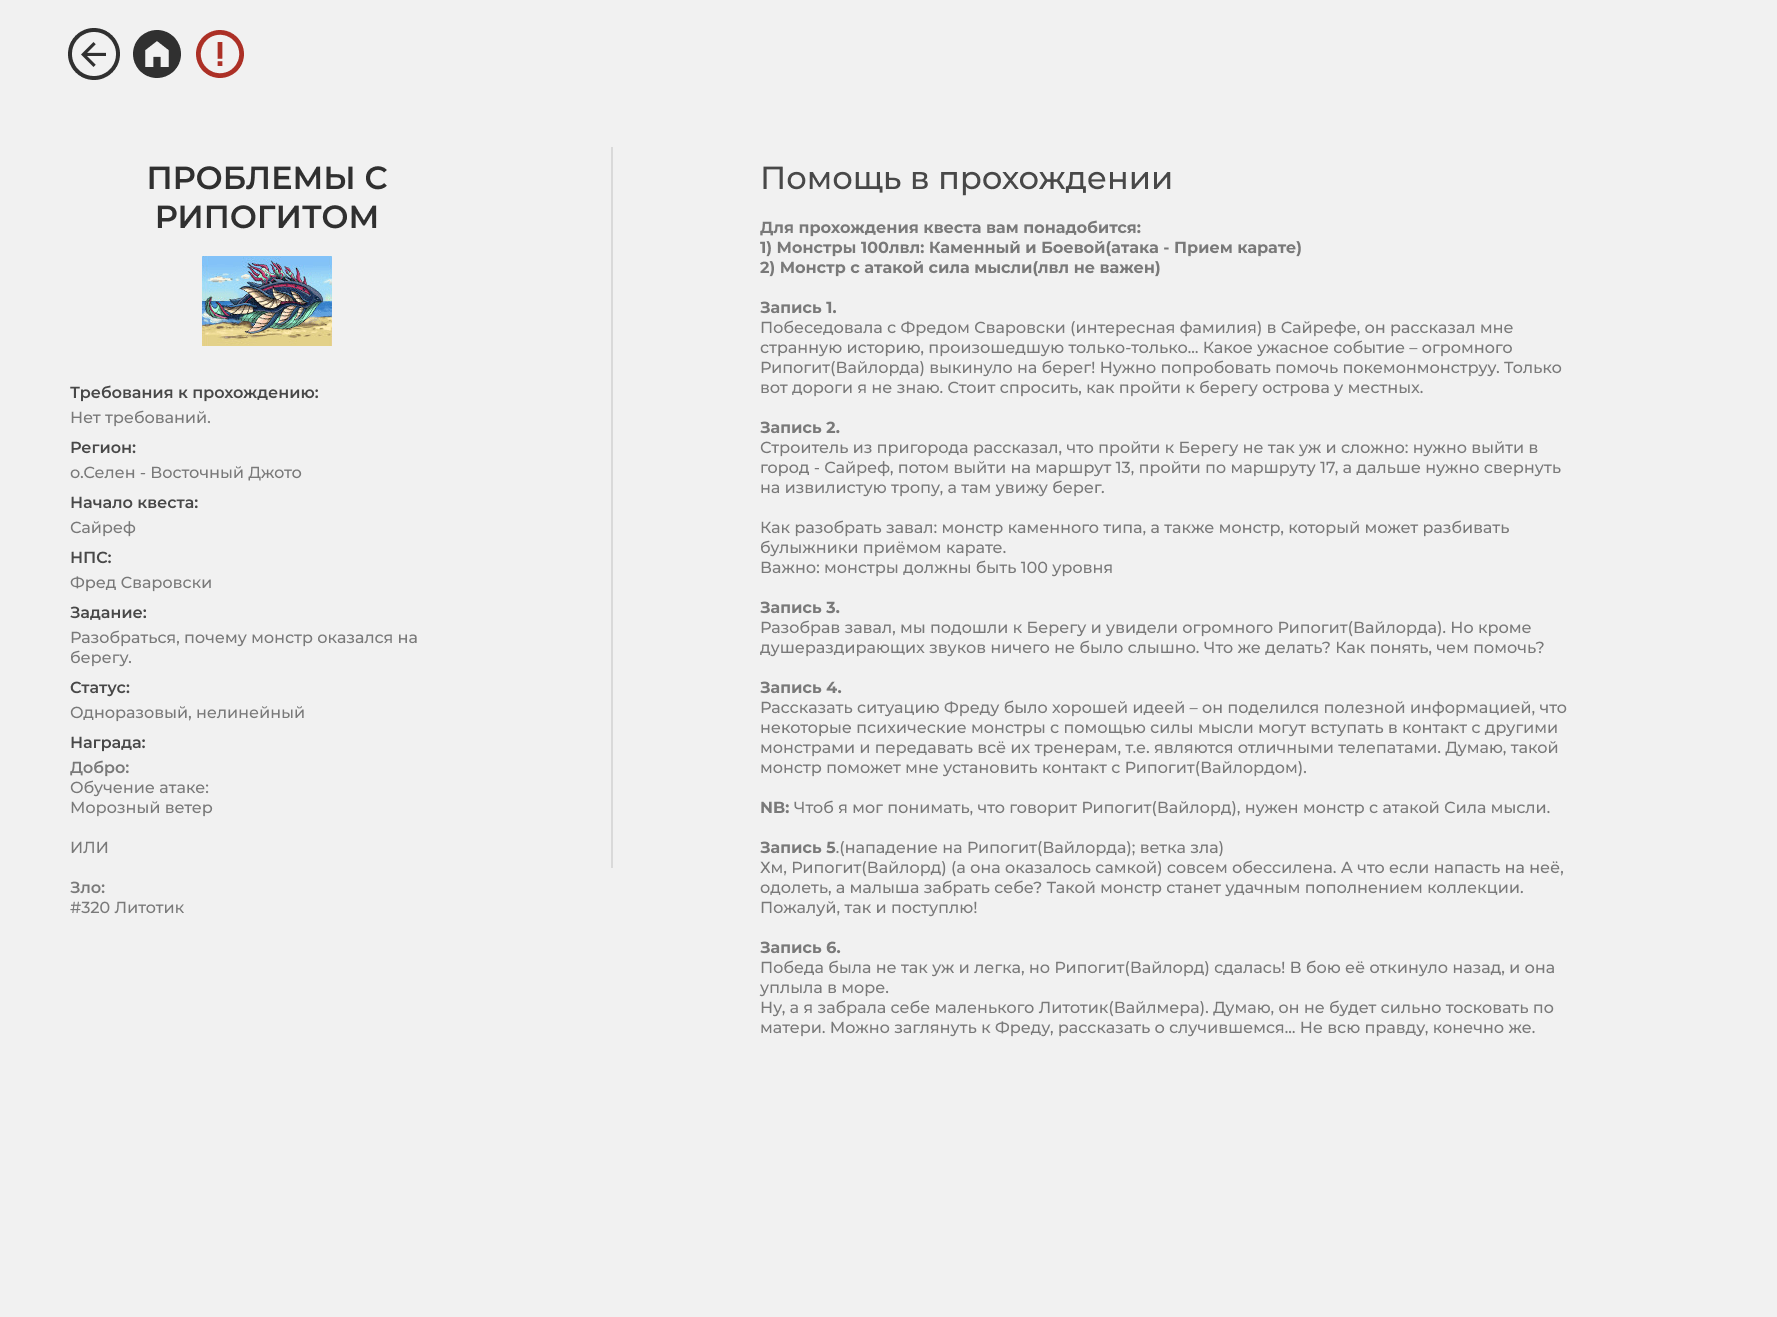 ПРОБЛЕМЫ С
РИПОГИТОМ
Требования к прохождению:
Нет требований.
Регион:
о.Селен - Восточный Джото
Начало квеста:
Сайреф
НПС:
Фред Сваровски
Задание:
Разобраться, почему монстр оказался на
берегу.
Статус:
Одноразовый, нелинейный
Награда:
Добро:
Обучение атаке:
Морозный ветер
ИЛИ
Зло:
#320 Литотик
Помощь в прохождении
Для прохождения квеста вам понадобится:
1) Монстры 100лвл: Каменный и Боевой(атака - Прием карате)
2) Монстр с атакой сила мысли(лвл не важен)
Запись 1.
Побеседовала с Фредом Сваровски (интересная фамилия) в Сайрефе, он рассказал мне
странную историю, произошедшую только-только... Какое ужасное событие – огромного
Рипогит(Вайлорда) выкинуло на берег! Нужно попробовать помочь покемонмонструу. Только
вот дороги я не знаю. Стоит спросить, как пройти к берегу острова у местных.
Запись 2.
Строитель из пригорода рассказал, что пройти к Берегу не так уж и сложно: нужно выйти в
город - Сайреф, потом выйти на маршрут 13, пройти по маршруту 17, а дальше нужно свернуть
на извилистую тропу, а там увижу берег.
Как разобрать завал: монстр каменного типа, а также монстр, который может разбивать
булыжники приёмом карате.
Важно: монстры должны быть 100 уровня
Запись 3.
Разобрав завал, мы подошли к Берегу и увидели огромного Рипогит(Вайлорда). Но кроме
душераздирающих звуков ничего не было слышно. Что же делать? Как понять, чем помочь?
Запись 4.
Рассказать ситуацию Фреду было хорошей идеей – он поделился полезной информацией, что
некоторые психические монстры с помощью силы мысли могут вступать в контакт с другими
монстрами и передавать всё их тренерам, т.е. являются отличными телепатами. Думаю, такой
монстр поможет мне установить контакт с Рипогит(Вайлордом).
NB: Чтоб я мог понимать, что говорит Рипогит(Вайлорд), нужен монстр с атакой Сила мысли.
Запись 5.(нападение на Рипогит(Вайлорда); ветка зла)
Хм, Рипогит(Вайлорд) (а она оказалось самкой) совсем обессилена. А что если напасть на неё,
одолеть, а малыша забрать себе? Такой монстр станет удачным пополнением коллекции.
Пожалуй, так и поступлю!
Запись 6.
Победа была не так уж и легка, но Рипогит(Вайлорд) сдалась! В бою её откинуло назад, и она
уплыла в море.
Ну, а я забрала себе маленького Литотик(Вайлмера). Думаю, он не будет сильно тосковать по
матери. Можно заглянуть к Фреду, рассказать о случившемся... Не всю правду, конечно же.